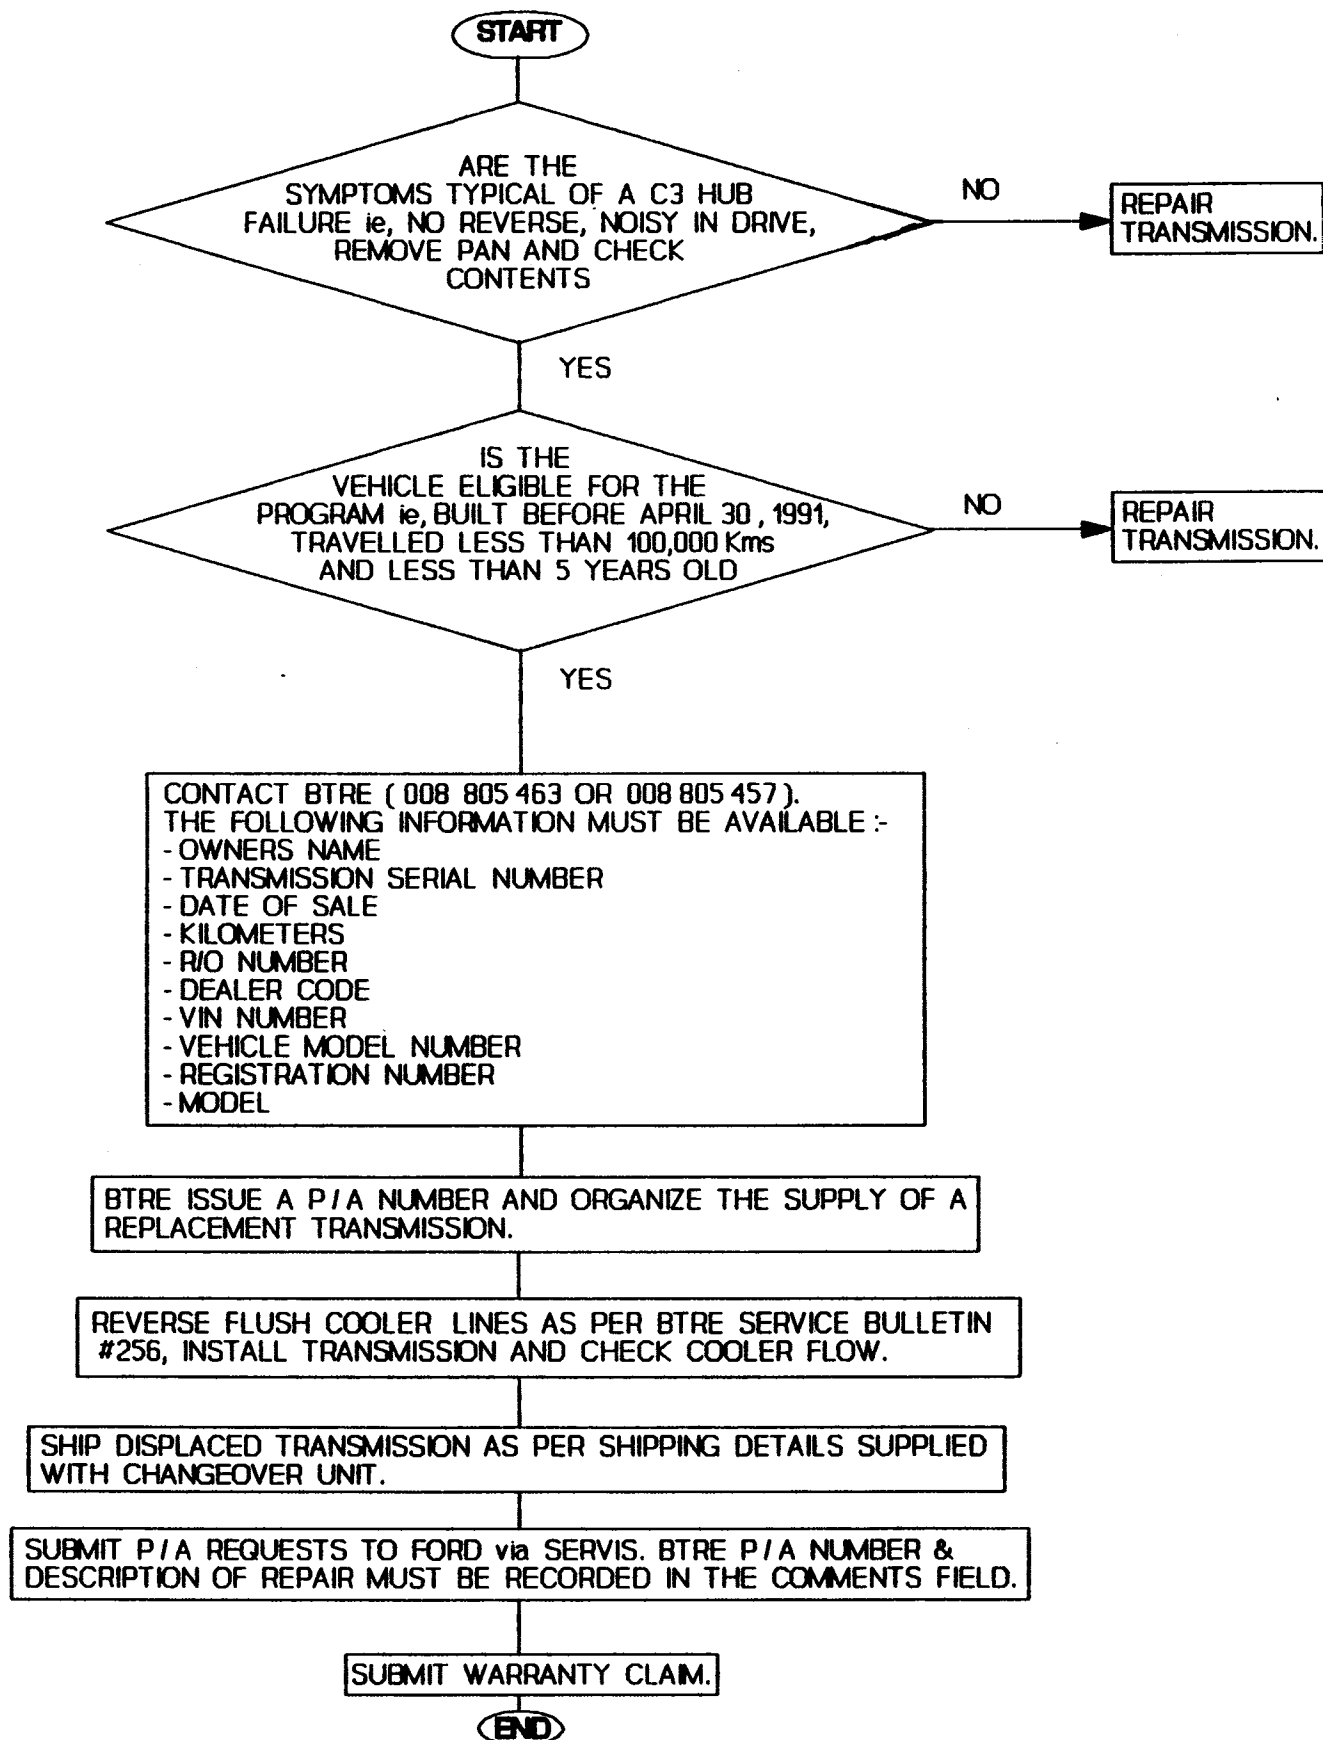 START
ARE THE
SYMPTOMS TYPICAL OF A C3 HUB
FAILURE ie, NO REVERSE, NOISY IN DRIVE,
REMOVE PAN AND CHECK
CONTENTS
NO
REPAIR
TRANSMISSION.
YES
IS THE
VEHICLE ELIGIBLE FOR THE
PROGRAM ie, BUILT BEFORE APRIL 30, 1991,
TRAVELLED LESS THAN 100,000 Kms
AND LESS THAN 5 YEARS OLD
NO
REPAIR
TRANSMISSION.
YES
CONTACT BTRE (008 805 463 OR 008 805 457).
THE FOLLOWING INFORMATION MUST BE AVAILABLE :-
- OWNERS NAME
- TRANSMISSION SERIAL NUMBER
- DATE OF SALE
- KILOMETERS
- R/O NUMBER
- DEALER CODE
- VIN NUMBER
- VEHICLE MODEL NUMBER
- REGISTRATION NUMBER
- MODEL
BTRE ISSUE A P/A NUMBER AND ORGANIZE THE SUPPLY OF A
REPLACEMENT TRANSMISSION.
REVERSE FLUSH COOLER LINES AS PER BTRE SERVICE BULLETIN
#256, INSTALL TRANSMISSION AND CHECK COOLER FLOW.
SHIP DISPLACED TRANSMISSION AS PER SHIPPING DETAILS SUPPLIED
WITH CHANGEOVER UNIT.
SUBMIT P/A REQUESTS TO FORD via SERVIS. BTRE P/A NUMBER &
DESCRIPTION OF REPAIR MUST BE RECORDED IN THE COMMENTS FIELD.
SUBMIT WARRANTY CLAIM.
END